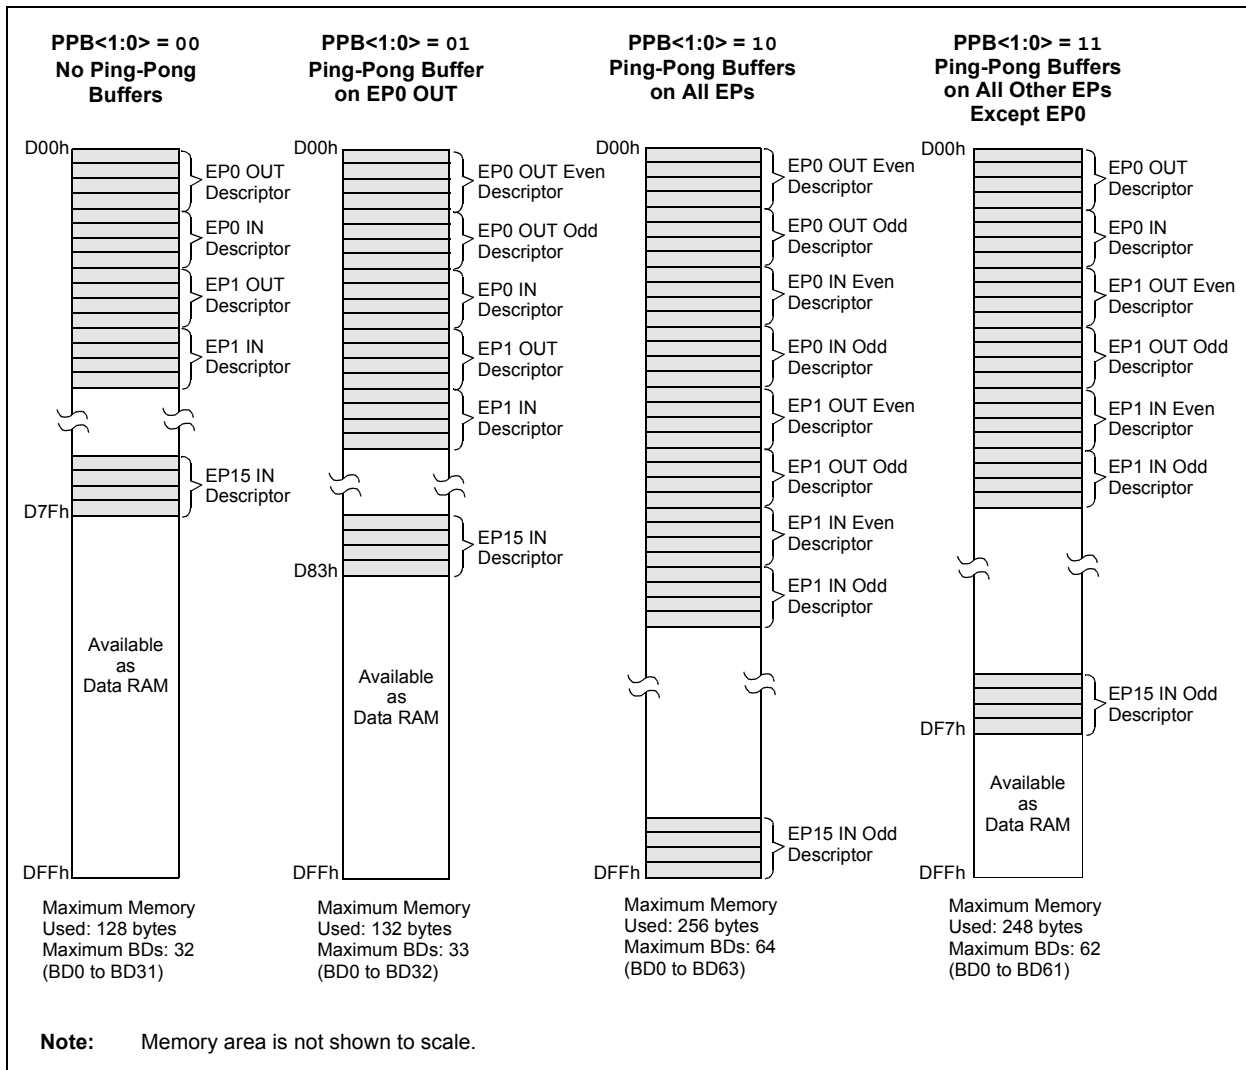 PPB<1:0> = 00
No Ping-Pong
Buffers
D00h
EP0 OUT
Descriptor
EP0 IN
Descriptor
EP1 OUT
Descriptor
EP1 IN
Descriptor
EP15 IN
Descriptor
D7Fh
Available
as
Data RAM
DFFh
Maximum Memory
Used: 128 bytes
Maximum BDs: 32
(BD0 to BD31)
PPB<1:0> = 01
Ping-Pong Buffer
on EP0 OUT
D00h
EP0 OUT Even
Descriptor
EP0 OUT Odd
Descriptor
EP0 IN
Descriptor
EP1 OUT
Descriptor
EP1 IN
Descriptor
EP15 IN
Descriptor
D83h
Available
as
Data RAM
DFFh
Maximum Memory
Used: 132 bytes
Maximum BDs: 33
(BD0 to BD32)
PPB<1:0> = 10
Ping-Pong Buffers
on All EPs
D00h
EP0 OUT Even
Descriptor
EP0 OUT Odd
Descriptor
EP0 IN Even
Descriptor
EP0 IN Odd
Descriptor
EP1 OUT Even
Descriptor
EP1 OUT Odd
Descriptor
EP1 IN Even
Descriptor
EP1 IN Odd
Descriptor
EP15 IN Odd
Descriptor
DFFh
Maximum Memory
Used: 256 bytes
Maximum BDs: 64
(BD0 to BD63)
PPB<1:0> = 11
Ping-Pong Buffers
on All Other EPs
Except EP0
D00h
EP0 OUT
Descriptor
EP0 IN
Descriptor
EP1 OUT Even
Descriptor
EP1 OUT Odd
Descriptor
EP1 IN Even
Descriptor
EP1 IN Odd
Descriptor
EP15 IN Odd
Descriptor
DF7h
Available
as
Data RAM
DFFh
Maximum Memory
Used: 248 bytes
Maximum BDs: 62
(BD0 to BD61)
Note: Memory area is not shown to scale.